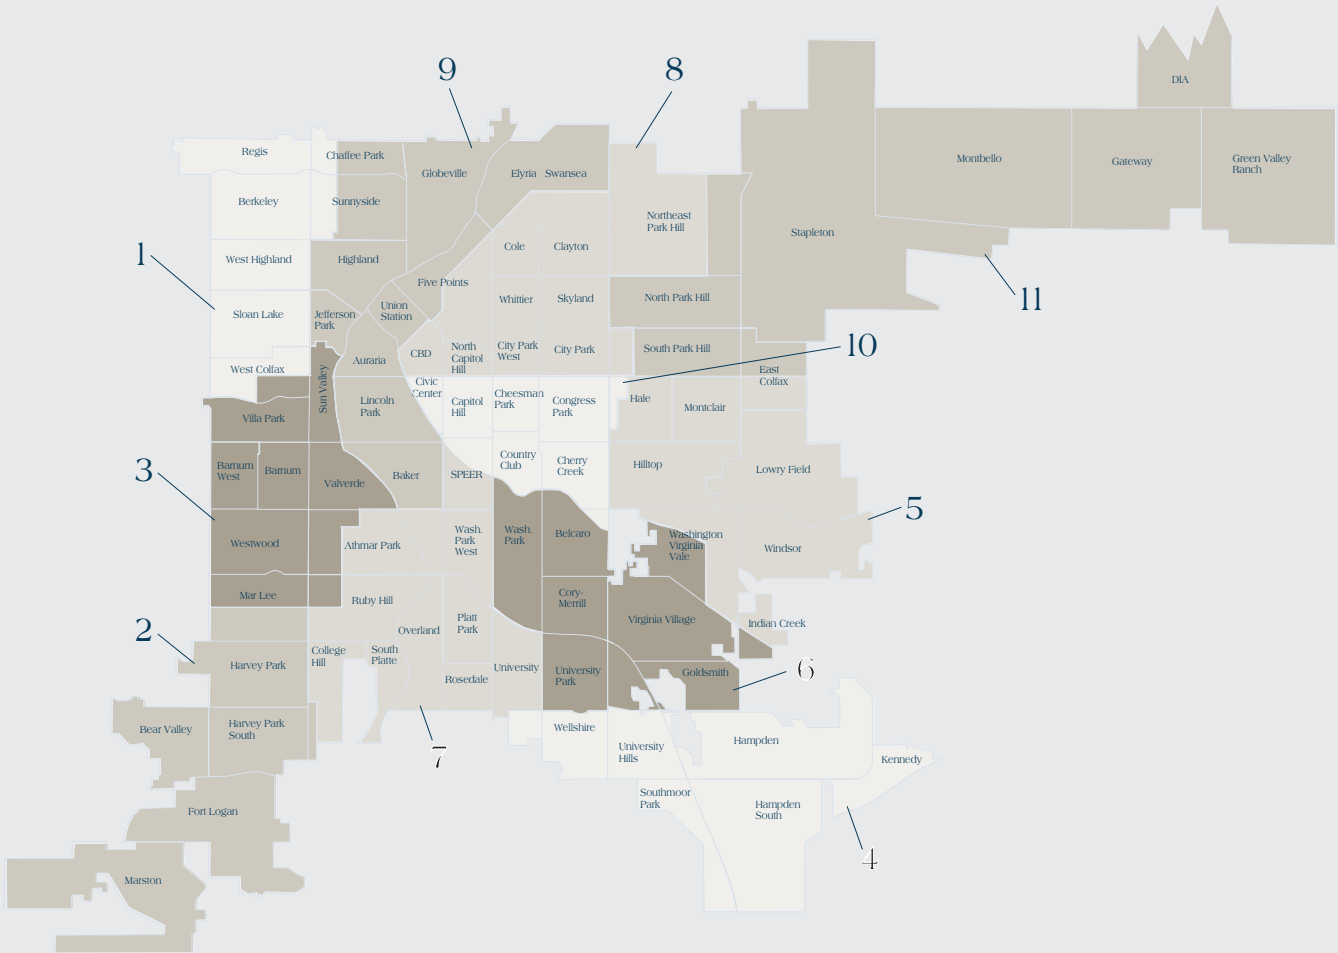 DIA
9
8
Regis
Chaffee Park
Globeville
Elyria Swansea
Montbello
Gateway
Green Valley
Ranch
Berkeley
Sunnyside
Northeast
Park Hill
Stapleton
1
West Highland
Highland
Cole
Clayton
Five Points
11
Sloan Lake
Jefferson
Park
Union
Station
Whittier
Skyland
North Park Hill
West Colfax
Auraria
CBD
North
Capitol
Hill
City Park
West
City Park
South Park Hill
10
East
Colfax
Sun Valley
Civic
Center
Villa Park
Lincoln
Park
Capitol
Hill
Cheesman
Park
Congress
Park
Hale
Montclair
3
Barnum
West
Barnum
Valverde
Baker
SPEER
Country
Club
Cherry
Creek
Hilltop
Lowry Field
5
Westwood
Athmar Park
Wash.
Park
West
Wash.
Park
Belcaro
Washington
Virginia
Vale
Windsor
Mar Lee
Ruby Hill
Cory-
Merrill
2
Overland
Platt
Park
Virginia Village
Indian Creek
Harvey Park
College
Hill
South
Platte
Rosedale
University
University
Park
Goldsmith
6
Bear Valley
Harvey Park
South
7
Wellshire
University
Hills
Hampden
Kennedy
Fort Logan
Southmoor
Park
Hampden
South
4
Marston